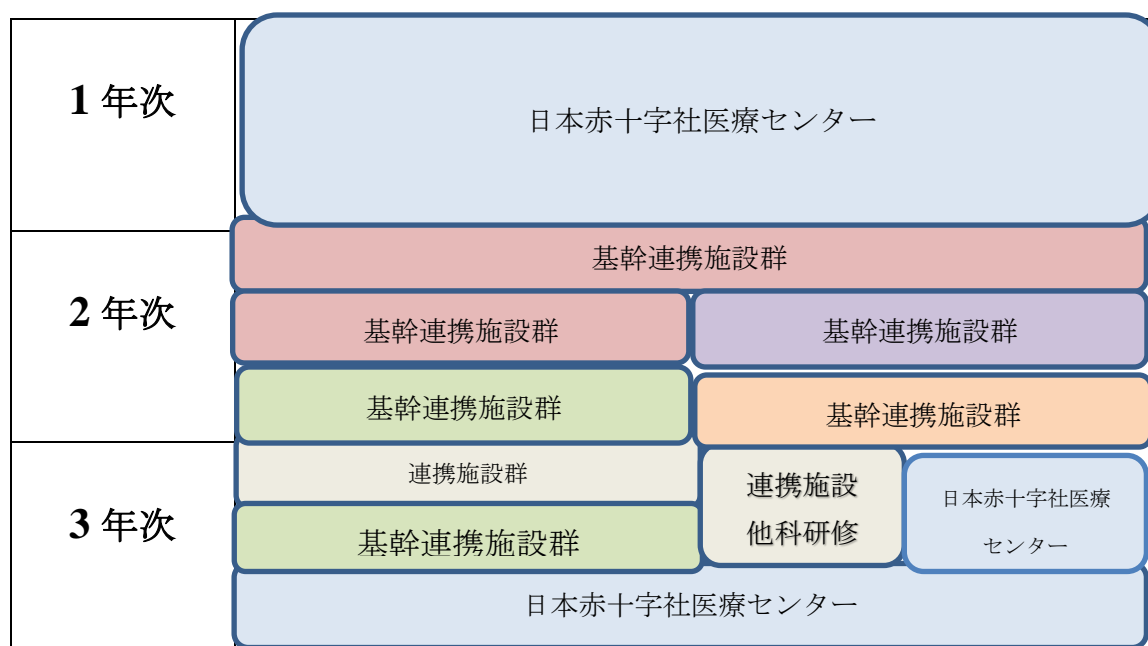 1 年次
日本赤十字社医療センター
2 年次
基幹連携施設群
基幹連携施設群
基幹連携施設群
基幹連携施設群
基幹連携施設群
3 年次
連携施設群
連携施設
他科研修
日本赤十字社医療
センター
基幹連携施設群
日本赤十字社医療センター